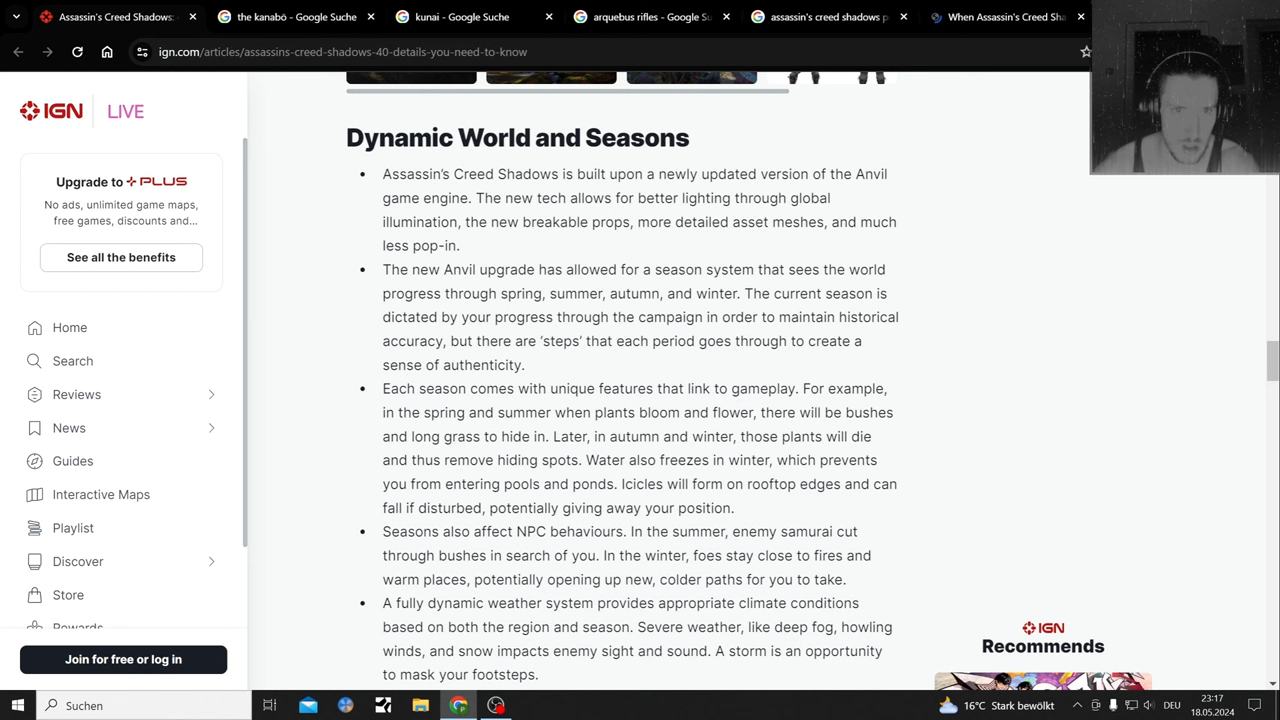 Assassin's Creed Shadows:
the kanabō - Google Suche
kunai - Google Suche
arquebus rifles - Google Su
assassin's creed shadows p
When Assassin's Creed Sha
ign.com/articles/assassins-creed-shadows-40-details-you-need-to-know
IGN
LIVE
Upgrade to PLUS
No ads, unlimited game maps,
free games, discounts and...
See all the benefits
Home
Search
Reviews
News
Guides
Interactive Maps
Playlist
Discover
Store
Rewards
Join for free or log in
Dynamic World and Seasons
• Assassin's Creed Shadows is built upon a newly updated version of the Anvil
game engine. The new tech allows for better lighting through global
illumination, the new breakable props, more detailed asset meshes, and much
less pop-in.
• The new Anvil upgrade has allowed for a season system that sees the world
progress through spring, summer, autumn, and winter. The current season is
dictated by your progress through the campaign in order to maintain historical
accuracy, but there are ‘steps’ that each period goes through to create a
sense of authenticity.
• Each season comes with unique features that link to gameplay. For example,
in the spring and summer when plants bloom and flower, there will be bushes
and long grass to hide in. Later, in autumn and winter, those plants will die
and thus remove hiding spots. Water also freezes in winter, which prevents
you from entering pools and ponds. Icicles will form on rooftop edges and can
fall if disturbed, potentially giving away your position.
• Seasons also affect NPC behaviours. In the summer, enemy samurai cut
through bushes in search of you. In the winter, foes stay close to fires and
warm places, potentially opening up new, colder paths for you to take.
• A fully dynamic weather system provides appropriate climate conditions
based on both the region and season. Severe weather, like deep fog, howling
winds, and snow impacts enemy sight and sound. A storm is an opportunity
to mask your footsteps.
IGN
Recommends
Suchen
16°C Stark bewölkt
DEU
23:17
18.05.2024